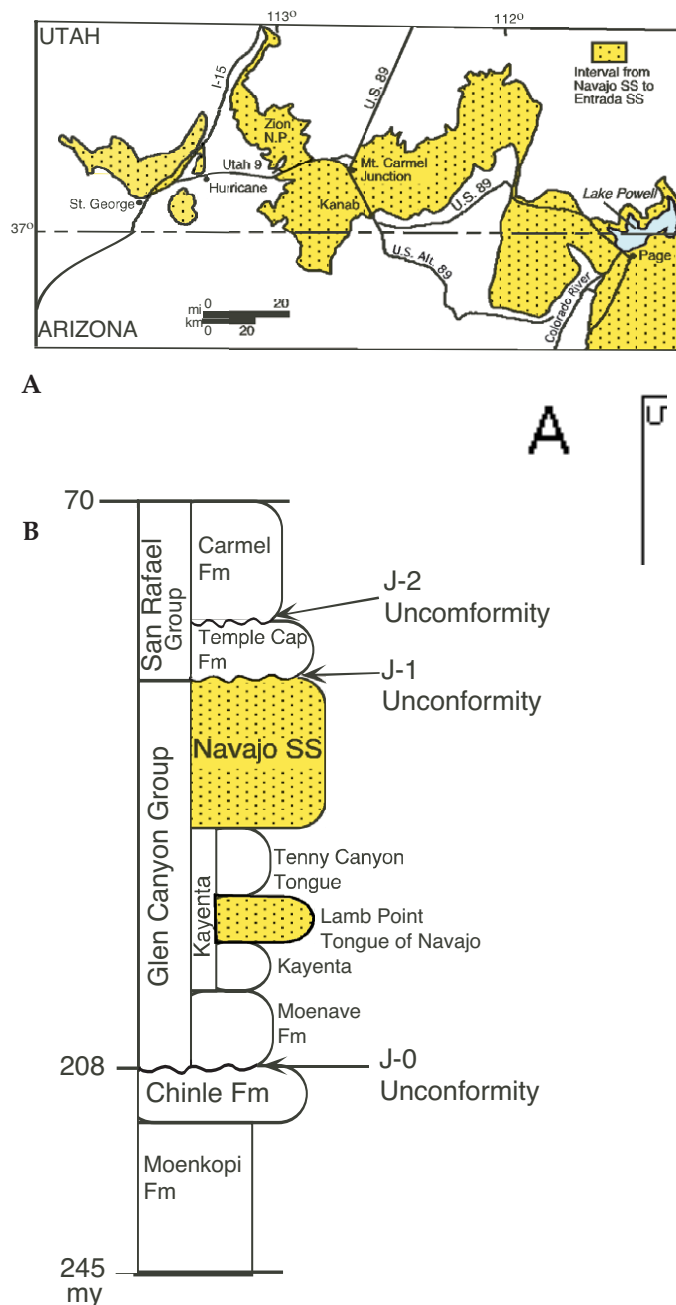 113º
112º
UTAH
I-15
U.S. 89
Interval from
Navajo SS to
Entrada SS
Zion
N.P.
Utah 9
Mt. Carmel
Junction
Hurricane
St. George
Kanab
U.S. 89
Lake Powell
37º
U.S. Alt. 89
Page
Colorado River
mi 0 20
km 0 20
ARIZONA
A
A
U
B
70
San Rafael
Group
Carmel
Fm
J-2
Uncomformity
Temple Cap
Fm
J-1
Unconformity
Glen Canyon Group
Navajo SS
Kayenta
Tenny Canyon
Tongue
Lamb Point
Tongue of Navajo
Kayenta
Moenave
Fm
208
J-0
Unconformity
Chinle Fm
Moenkopi
Fm
245
my